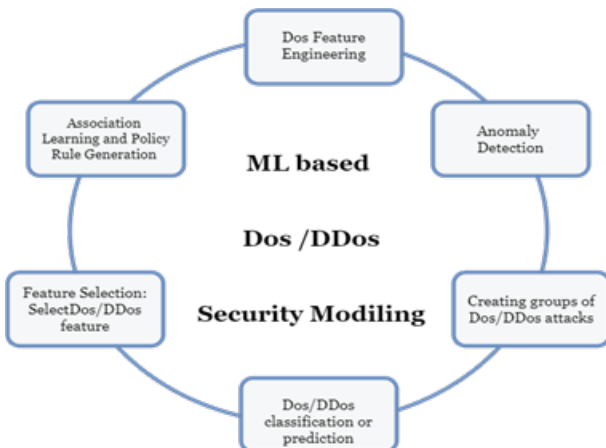 Dos Feature
Engineering
Association
Learning and Policy
Rule Generation
Anomaly
Detection
ML based
Dos /DDos
Security Modiling
Feature Selection:
SelectDos/DDos
feature
Creating groups of
Dos/DDos attacks
Dos/DDos
classification or
prediction